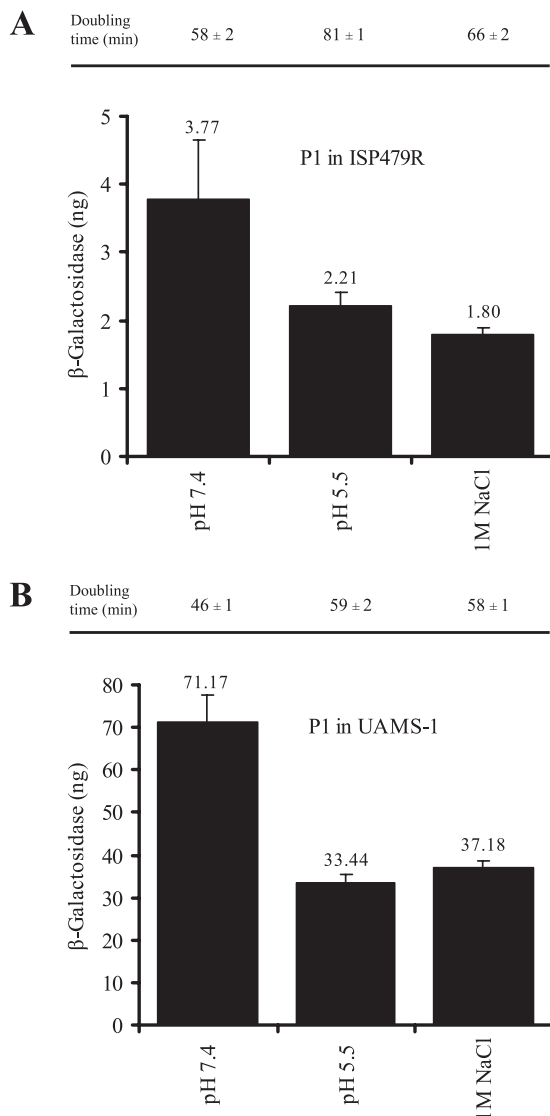 A
Doubling
time (min)
58 ± 2
81 ± 1
66 ± 2
β-Galactosidase (ng)
5
4
3
2
1
0
P1 in ISP479R
3.77
2.21
1.80
pH 7.4
pH 5.5
1M NaCl
B
Doubling
time (min)
46 ± 1
59 ± 2
58 ± 1
β-Galactosidase (ng)
80
70
60
50
40
30
20
10
0
P1 in UAMS-1
71.17
33.44
37.18
pH 7.4
pH 5.5
1M NaCl